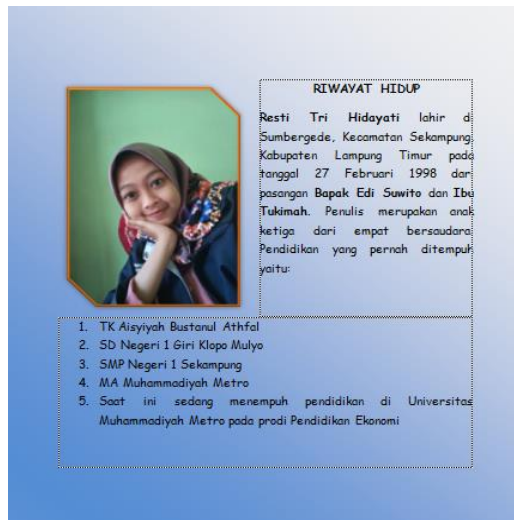 RIWAYAT HIDUP
Resti Tri Hidayati lahir d
Sumbergede, Kecamatan Sekampung
Kabupaten Lampung Timur pada
tanggal 27 Februari 1998 dar
pasangan Bapak Edi Suwito dan Ibu
Tukimah. Penulis merupakan anak
ketiga dari empat bersaudara
Pendidikan yang pernah ditempuh
yaitu:
1. TK Aisyiyah Bustanul Athfal
2. SD Negeri 1 Giri Klopo Mulyo
3. SMP Negeri 1 Sekampung
4. MA Muhammadiyah Metro
5. Saat ini sedang menempuh pendidikan di Universitas
Muhammadiyah Metro pada prodi Pendidikan Ekonomi